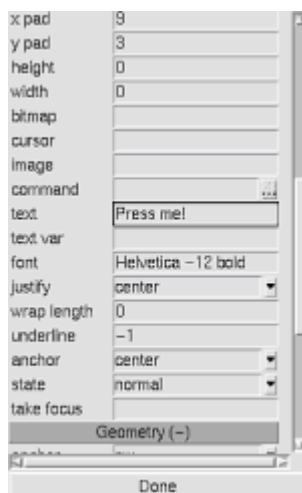 x pad 9
y pad 3
height 0
width 0
bitmap
cursor
image
command ...
text Press me!
text var
font Helvetica -12 bold
justify center
wrap length 0
underline -1
anchor center
state normal
take focus
Geometry (-)
Done